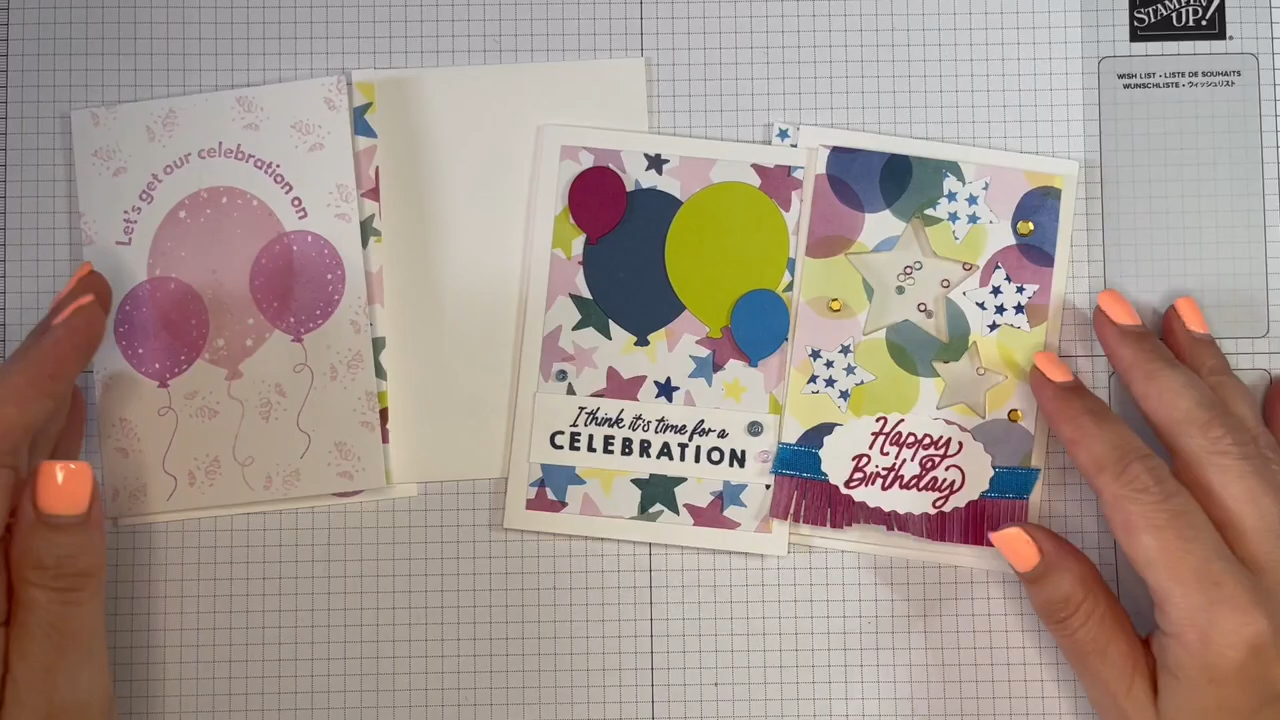 STAMPIN'
UP!
WISH LIST • LISTE DE SOUHAITS
WUNSCHLISTE • ウィッシュリスト
Let's get our celebration on
I think it's time for a
CELEBRATION
Happy
Birthday